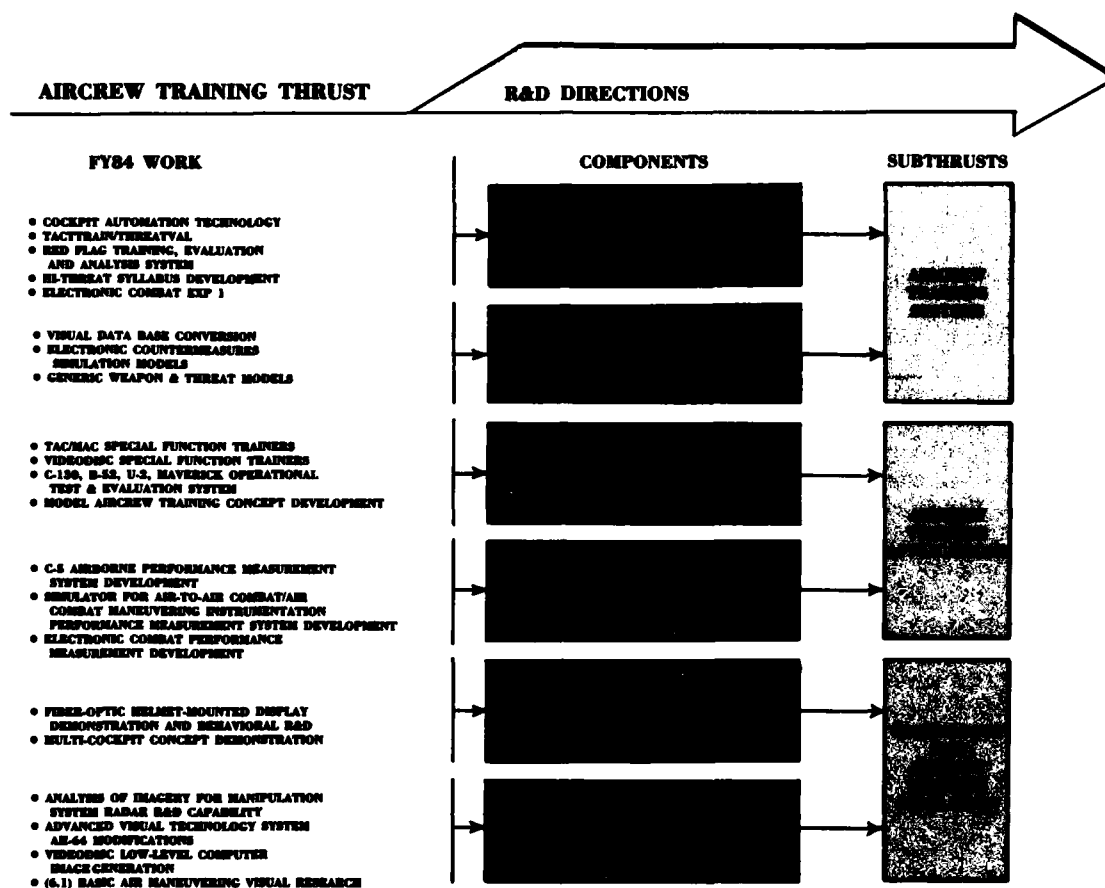 AIRCREW TRAINING THRUST
R&D DIRECTIONS
FY84 WORK
COMPONENTS
SUBTHRUSTS
• COCKPIT AUTOMATION TECHNOLOGY
• TACTTRAIN/THREATVAL
• RED FLAG TRAINING, EVALUATION
AND ANALYSIS SYSTEM
• HI-THREAT SYLLABUS DEVELOPMENT
• ELECTRONIC COMBAT EXP 1
• VISUAL DATA BASE CONVERSION
• ELECTRONIC COUNTERMEASURES
SIMULATION MODELS
• GENERIC WEAPON & THREAT MODELS
• TAC/MAC SPECIAL FUNCTION TRAINERS
• VIDEODISC SPECIAL FUNCTION TRAINERS
• C-130, B-52, U-2, MAVERICK OPERATIONAL
TEST & EVALUATION SYSTEM
• MODEL AIRCREW TRAINING CONCEPT DEVELOPMENT
• C-5 AIRBORNE PERFORMANCE MEASUREMENT
SYSTEM DEVELOPMENT
• SIMULATOR FOR AIR-TO-AIR COMBAT/AIR
COMBAT MANEUVERING INSTRUMENTATION
PERFORMANCE MEASUREMENT SYSTEM DEVELOPMENT
• ELECTRONIC COMBAT PERFORMANCE
MEASUREMENT DEVELOPMENT
• FIBER-OPTIC HELMET-MOUNTED DISPLAY
DEMONSTRATION AND BEHAVIORAL R&D
• MULTI-COCKPIT CONCEPT DEMONSTRATION
• ANALYSIS OF IMAGERY FOR MANIPULATION
SYSTEM RADAR R&D CAPABILITY
• ADVANCED VISUAL TECHNOLOGY SYSTEM
AH-64 MODIFICATIONS
• VIDEODISC LOW-LEVEL COMPUTER
IMAGE GENERATION
• (6.1) BASIC AIR MANEUVERING VISUAL RESEARCH